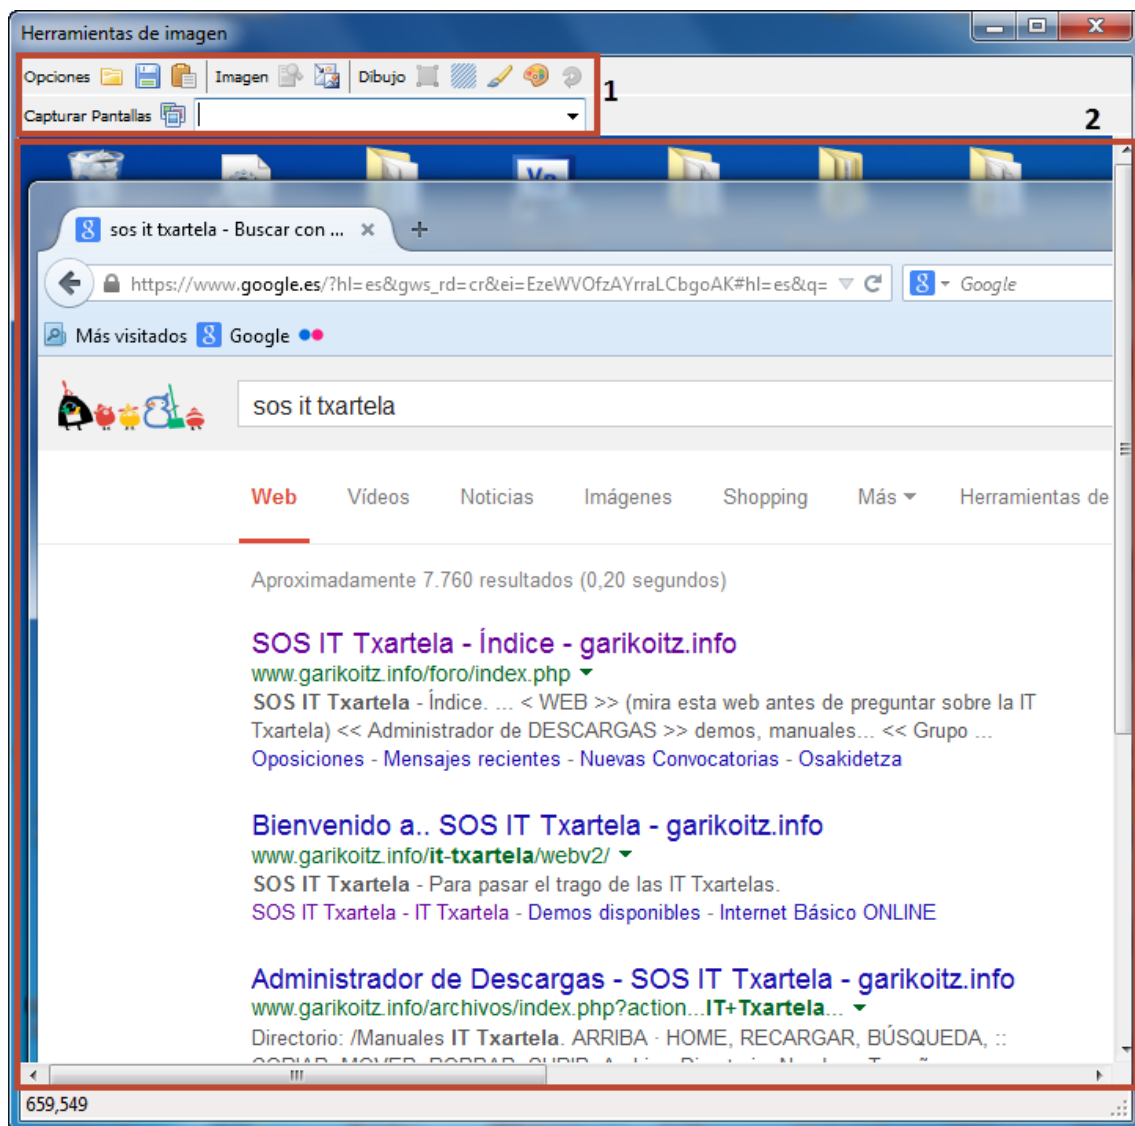 Herramientas de imagen
Opciones Imagen Dibujo
1
Capturar Pantallas
2
sos it txartela - Buscar con ...
https://www.google.es/?hl=es&gws_rd=cr&ei=EzeWVOfzAYrraLCbgoAK#hl=es&q= Google
Más visitados Google
sos it txartela
Web Vídeos Noticias Imágenes Shopping Más Herramientas de
Aproximadamente 7.760 resultados (0,20 segundos)
SOS IT Txartela - Índice - garikoitz.info
www.garikoitz.info/foro/index.php
SOS IT Txartela - Índice. ... < WEB >> (mira esta web antes de preguntar sobre la IT
Txartela) << Administrador de DESCARGAS >> demos, manuales... << Grupo ...
Oposiciones - Mensajes recientes - Nuevas Convocatorias - Osakidetza
Bienvenido a.. SOS IT Txartela - garikoitz.info
www.garikoitz.info/it-txartela/webv2/
SOS IT Txartela - Para pasar el trago de las IT Txartelas.
SOS IT Txartela - IT Txartela - Demos disponibles - Internet Básico ONLINE
Administrador de Descargas - SOS IT Txartela - garikoitz.info
www.garikoitz.info/archivos/index.php?action...IT+Txartela...
Directorio: /Manuales IT Txartela. ARRIBA · HOME, RECARGAR, BÚSQUEDA, ::
659,549